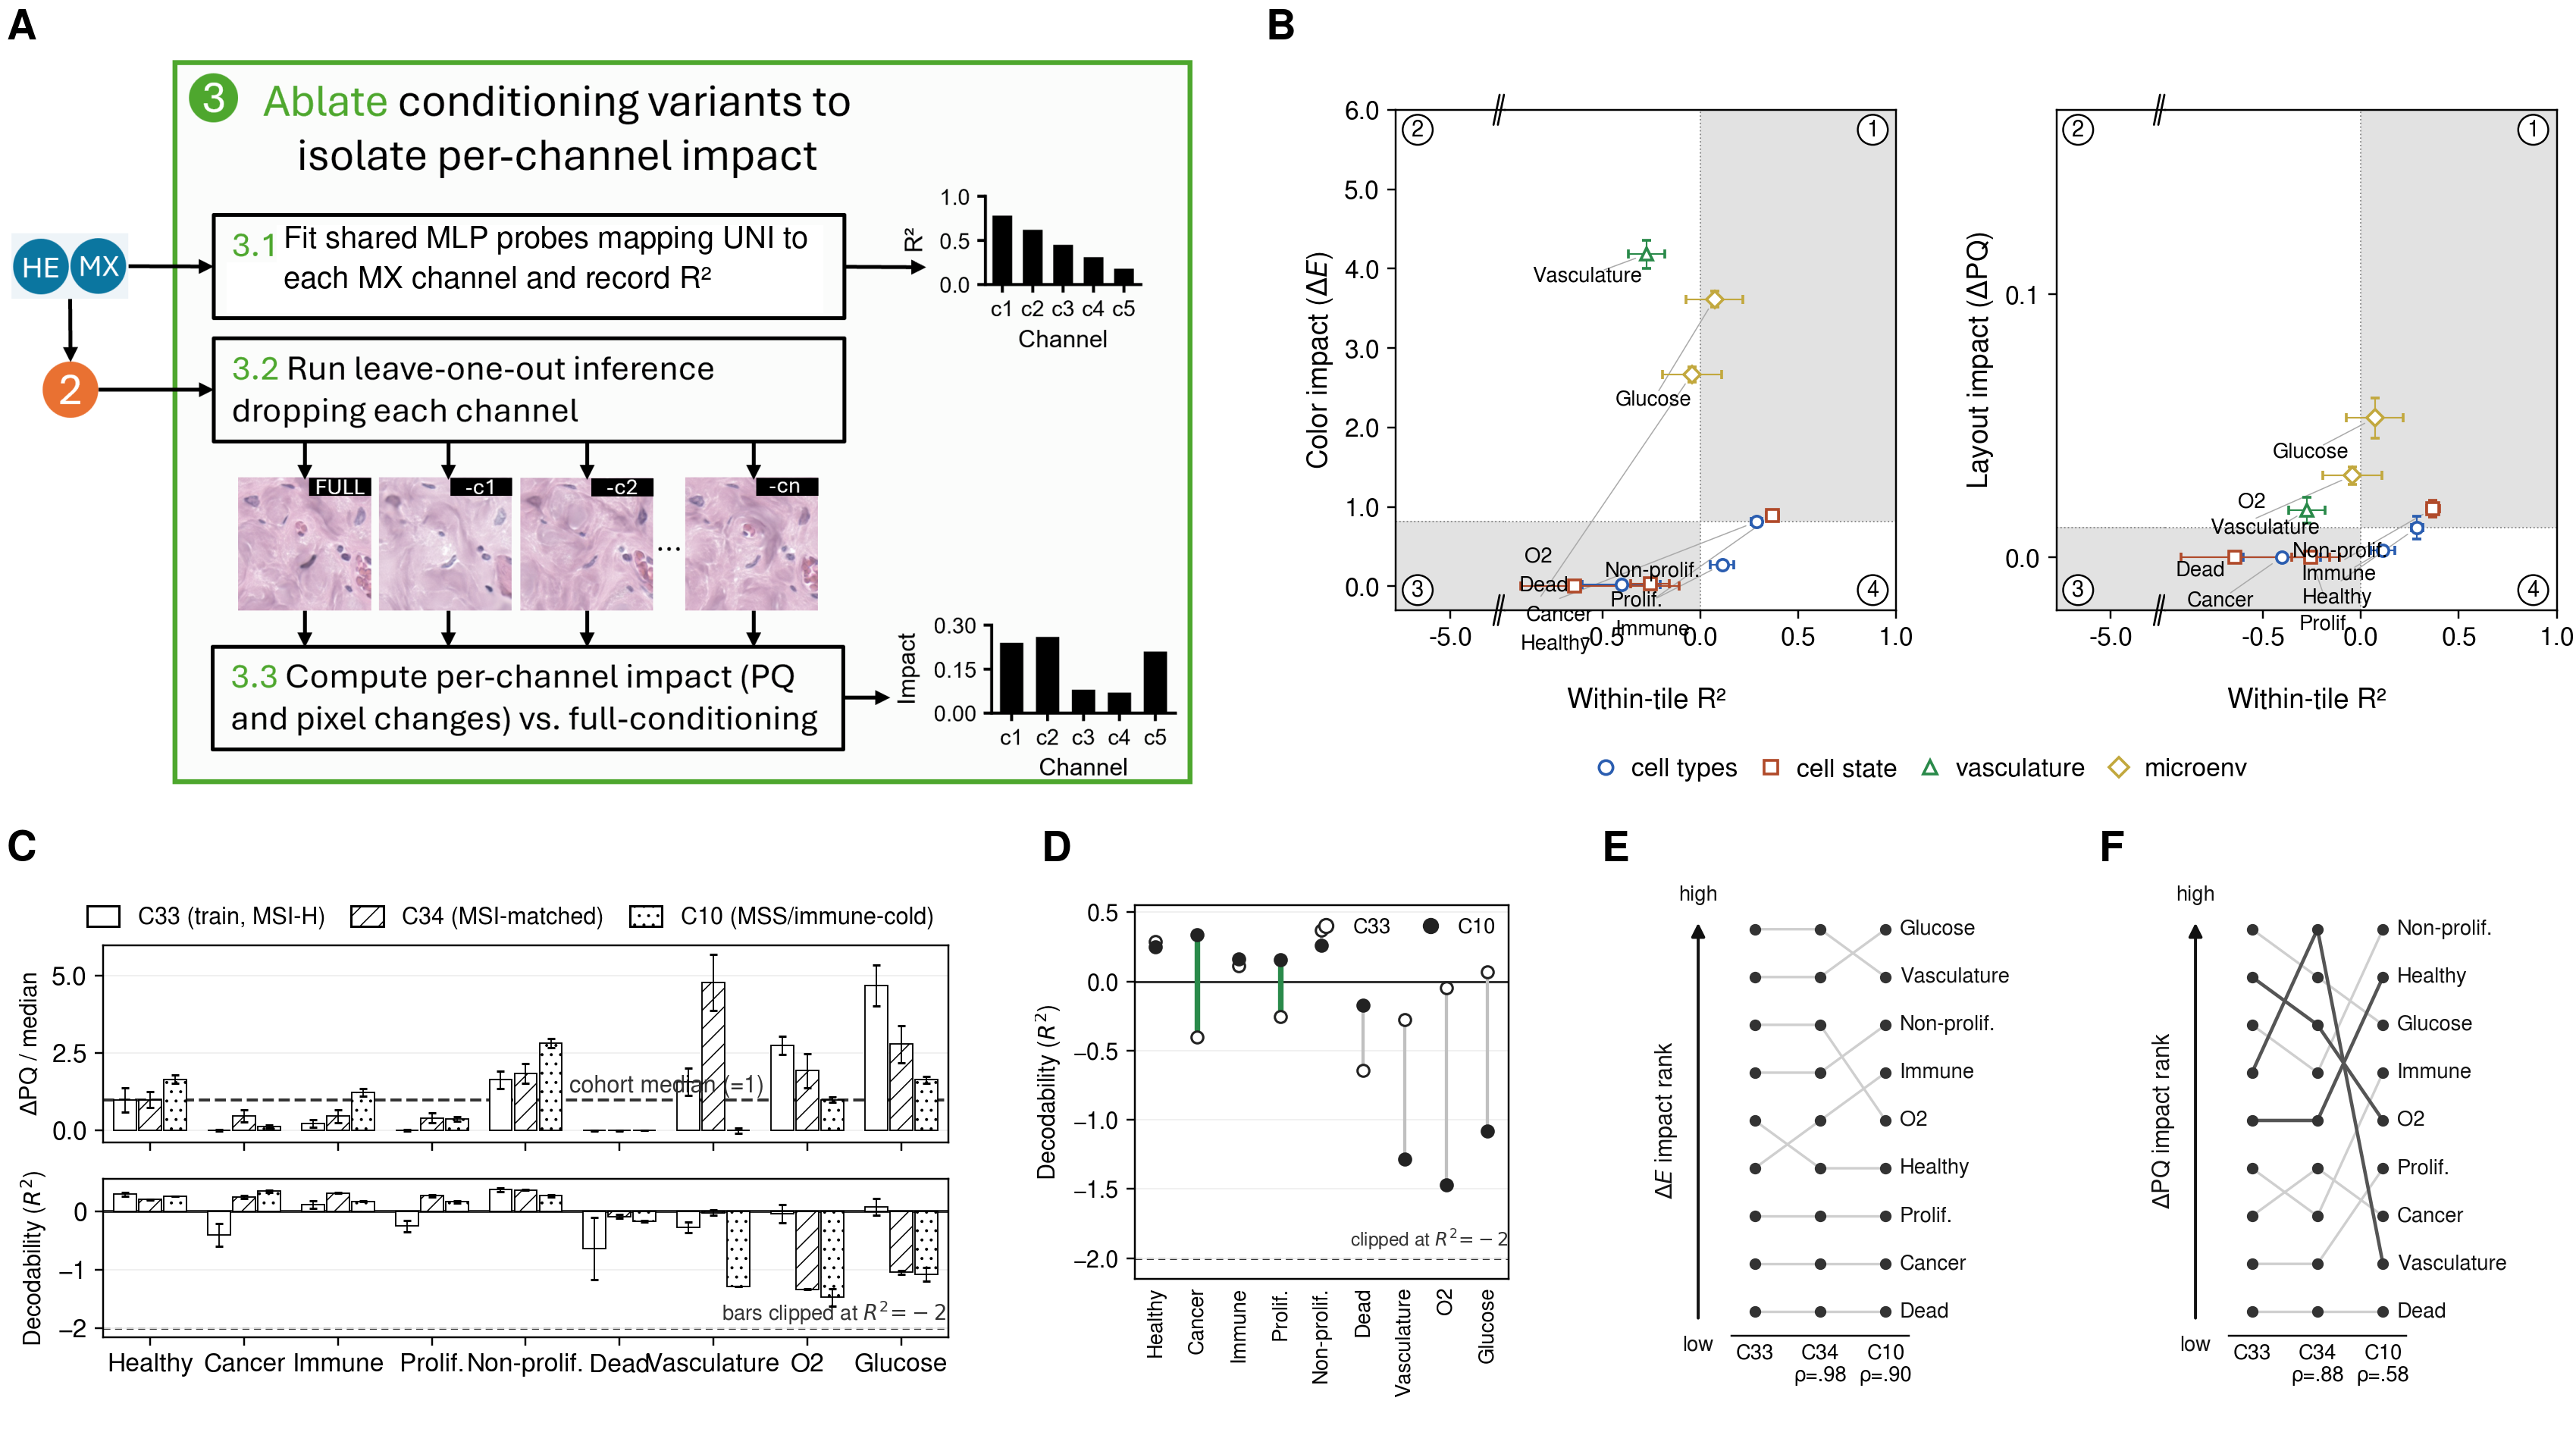 A
3 Ablate conditioning variants to
isolate per-channel impact
HE MX
3.1 Fit shared MLP probes mapping UNI to
each MX channel and record R²
R²
1.0
0.5
0.0
c1 c2 c3 c4 c5
Channel
2
3.2 Run leave-one-out inference
dropping each channel
FULL -c1 -c2 ... -cn
3.3 Compute per-channel impact (PQ
and pixel changes) vs. full-conditioning
Impact
0.30
0.15
0.00
c1 c2 c3 c4 c5
Channel
B
Color impact (ΔE)
6.0
5.0
4.0
3.0
2.0
1.0
0.0
2 1
3 4
Vasculature
Glucose
O2
Dead
Non-prolif.
Prolif.
Cancer
Immune
Healthy
-5.0 -0.5 0.0 0.5 1.0
Within-tile R²
Layout impact (ΔPQ)
0.1
0.0
2 1
3 4
Glucose
O2
Vasculature
Non-prolif.
Dead
Immune
Cancer
Healthy
Prolif.
-5.0 -0.5 0.0 0.5 1.0
Within-tile R²
cell types cell state vasculature microenv
C
C33 (train, MSI-H) C34 (MSI-matched) C10 (MSS/immune-cold)
ΔPQ / median
5.0
2.5
0.0
cohort median (=1)
Decodability (R²)
0
−1
−2
bars clipped at R² = − 2
Healthy Cancer Immune Prolif. Non-prolif. Dead Vasculature O2 Glucose
D
Decodability (R²)
0.5
0.0
−0.5
−1.0
−1.5
−2.0
C33 C10
clipped at R² = − 2
Healthy
Cancer
Immune
Prolif.
Non-prolif.
Dead
Vasculature
O2
Glucose
E
high
ΔE impact rank
low
Glucose
Vasculature
Non-prolif.
Immune
O2
Healthy
Prolif.
Cancer
Dead
C33 C34 C10
ρ=.98 ρ=.90
F
high
ΔPQ impact rank
low
Non-prolif.
Healthy
Glucose
Immune
O2
Prolif.
Cancer
Vasculature
Dead
C33 C34 C10
ρ=.88 ρ=.58